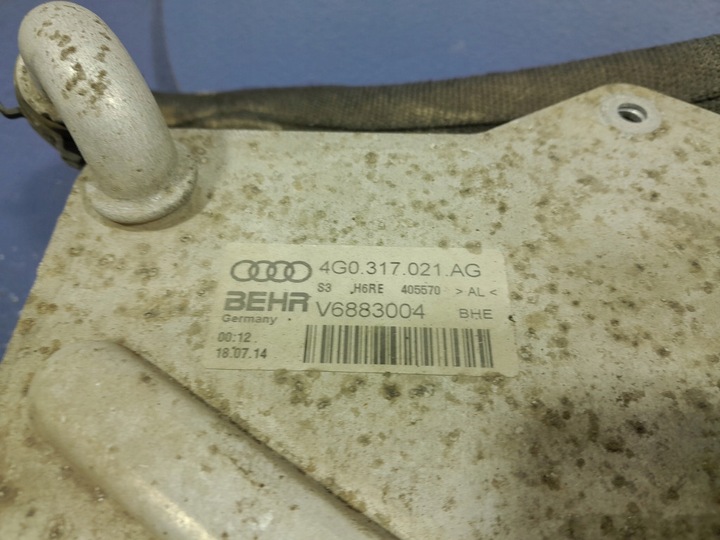 4G0.317.021.AG
S3 .H6RE 405570 > AL <
BEHR V6883004 BHE
Germany
00:12
18.07.14